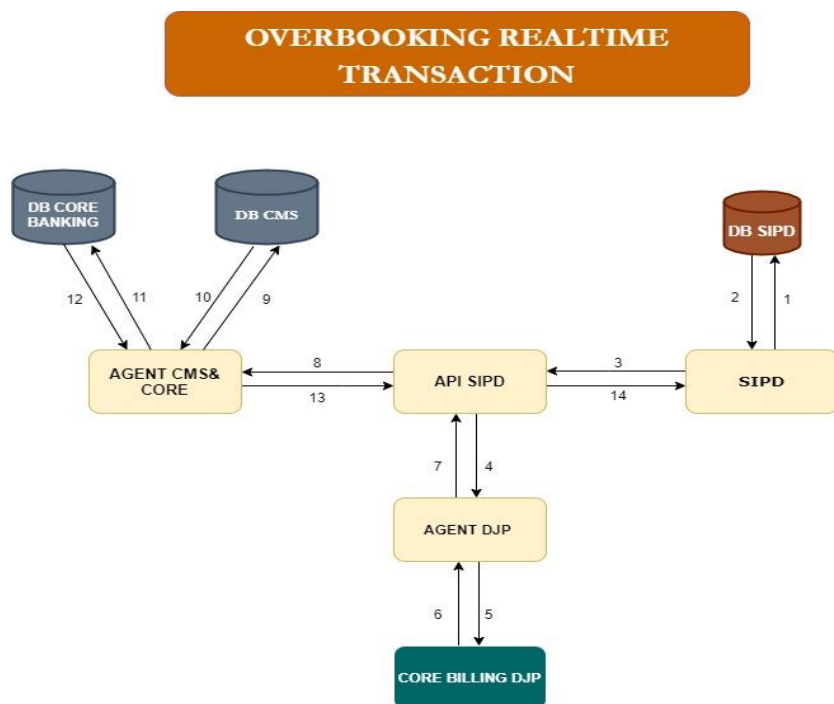 OVERBOOKING REALTIME
TRANSACTION
DB CORE
BANKING
DB CMS
DB SIPD
12
11
10
9
2
1
AGENT CMS&
CORE
8
13
API SIPD
3
14
SIPD
7
4
AGENT DJP
6
5
CORE BILLING DJP